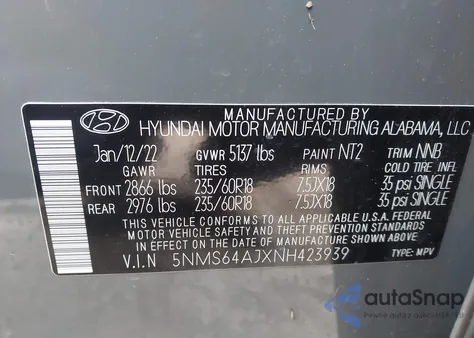 MANUFACTURED BY
HYUNDAI MOTOR MANUFACTURING ALABAMA, LLC
Jan/12/22 GVWR 5137 lbs PAINT NT2 TRIM NNB
GAWR TIRES RIMS COLD TIRE INFL
FRONT 2866 lbs 235/60R18 7.5JX18 35 psi SINGLE
REAR 2976 lbs 235/60R18 7.5JX18 35 psi SINGLE
THIS VEHICLE CONFORMS TO ALL APPLICABLE U.S.A. FEDERAL
MOTOR VEHICLE SAFETY, BUMPER, AND THEFT PREVENTION STANDARDS
IN EFFECT ON THE DATE OF MANUFACTURE SHOWN ABOVE.
V.I.N 5NMS64AJXNH423939 TYPE: MPV
autoSnap